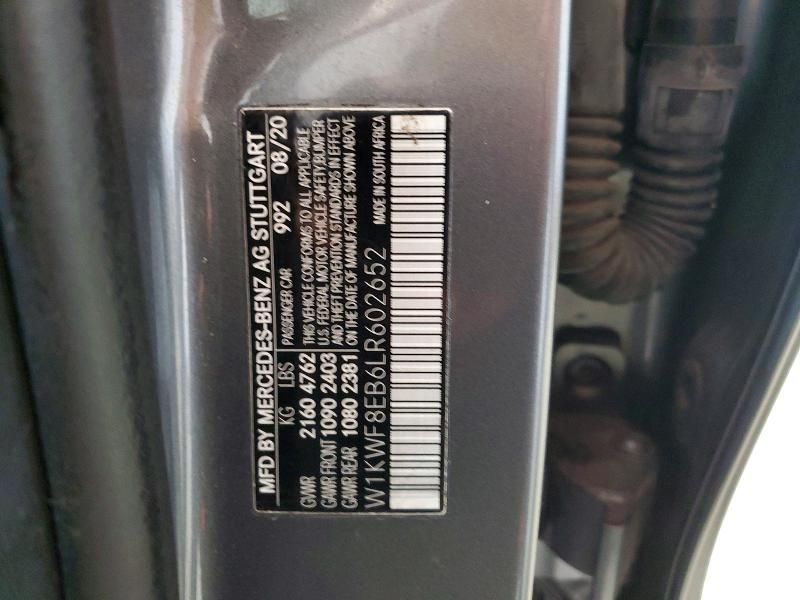 MFD BY MERCEDES-BENZ AG STUTTGART
KG LBS PASSENGER CAR 992 08/20
GVWR 2160 4762 THIS VEHICLE CONFORMS TO ALL APPLICABLE
U.S. FEDERAL MOTOR VEHICLE SAFETY BUMPER
GAWR FRONT 1090 2403 AND THEFT PREVENTION STANDARDS IN EFFECT
GAWR REAR 1080 2381 ON THE DATE OF MANUFACTURE SHOWN ABOVE
W1KWF8EB6LR602652 MADE IN SOUTH AFRICA